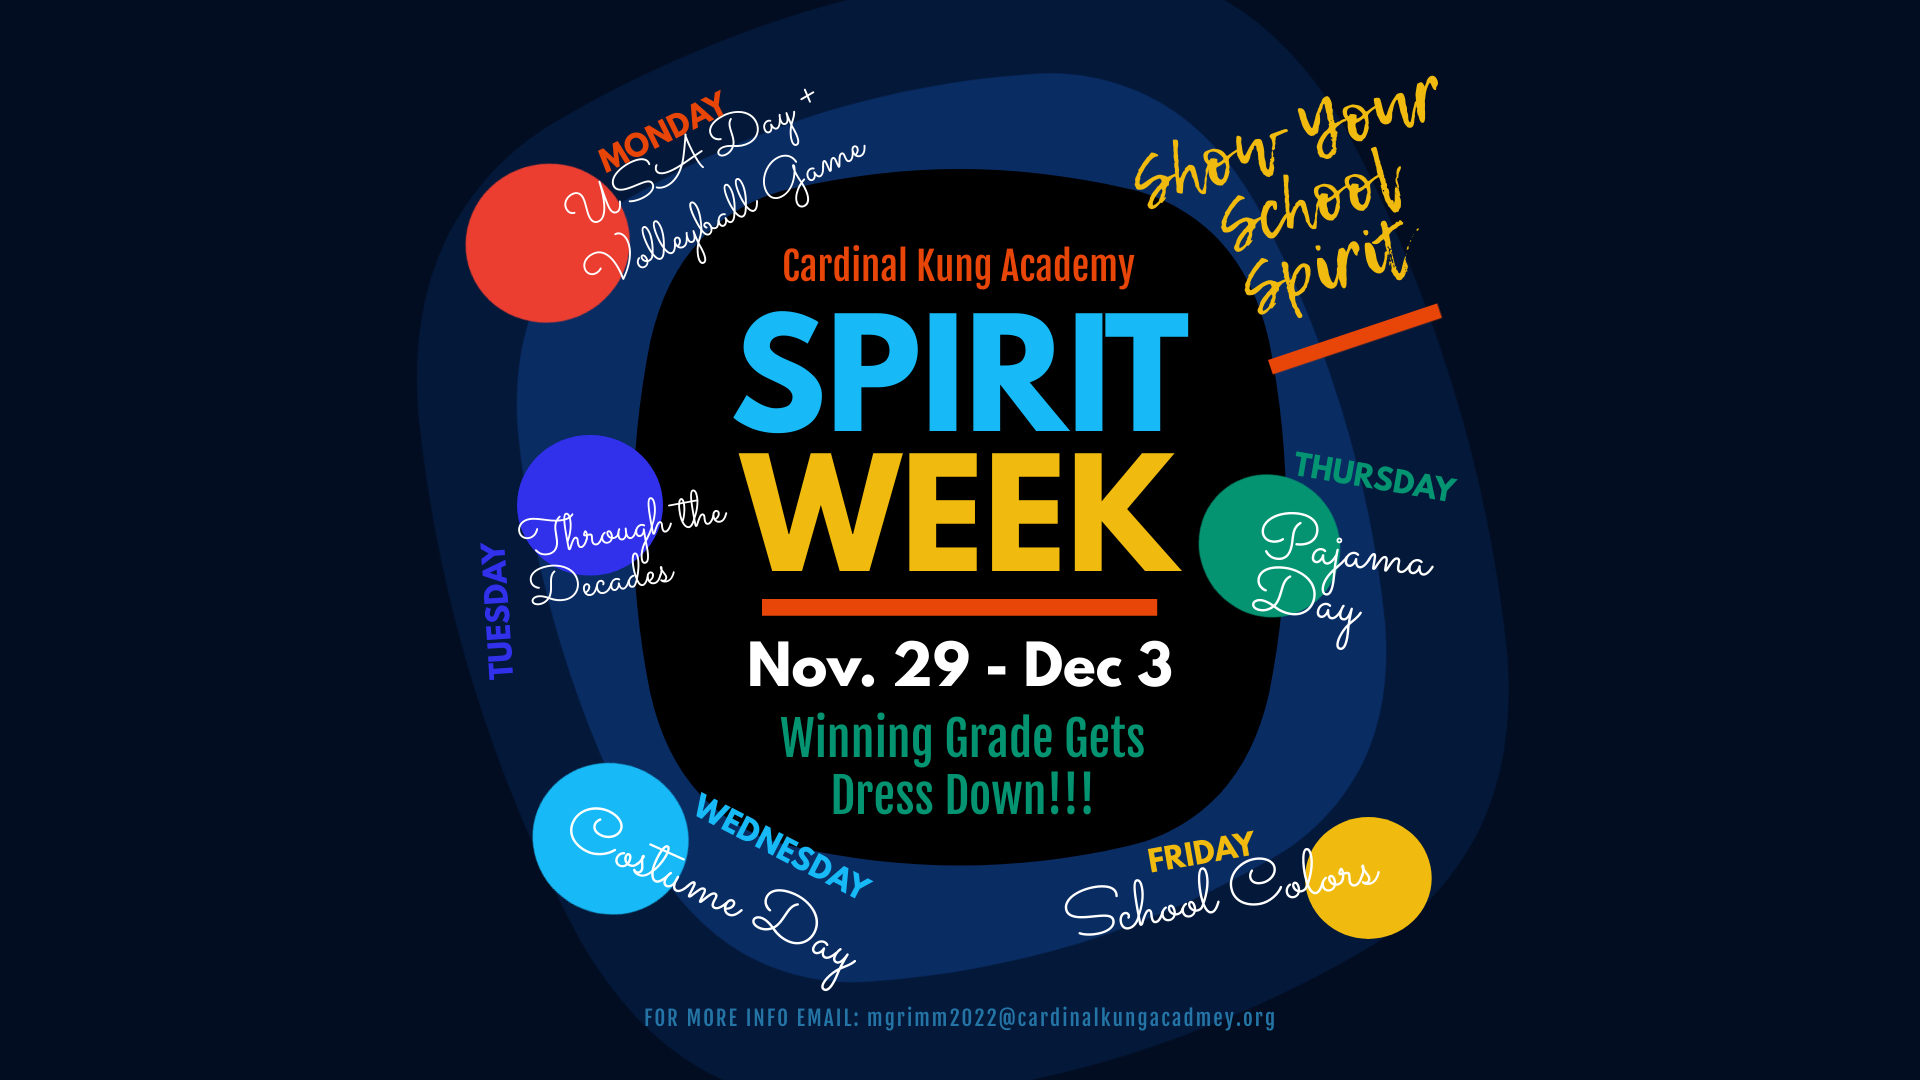 MONDAY
USA Day +
Volleyball Game
Show Your
School
Spirit
Cardinal Kung Academy
SPIRIT
WEEK
Nov. 29 - Dec 3
Winning Grade Gets
Dress Down!!!
TUESDAY
Through the
Decades
WEDNESDAY
Costume Day
THURSDAY
Pajama
Day
FRIDAY
School Colors
FOR MORE INFO EMAIL: mgrimm2022@cardinalkungacadmey.org